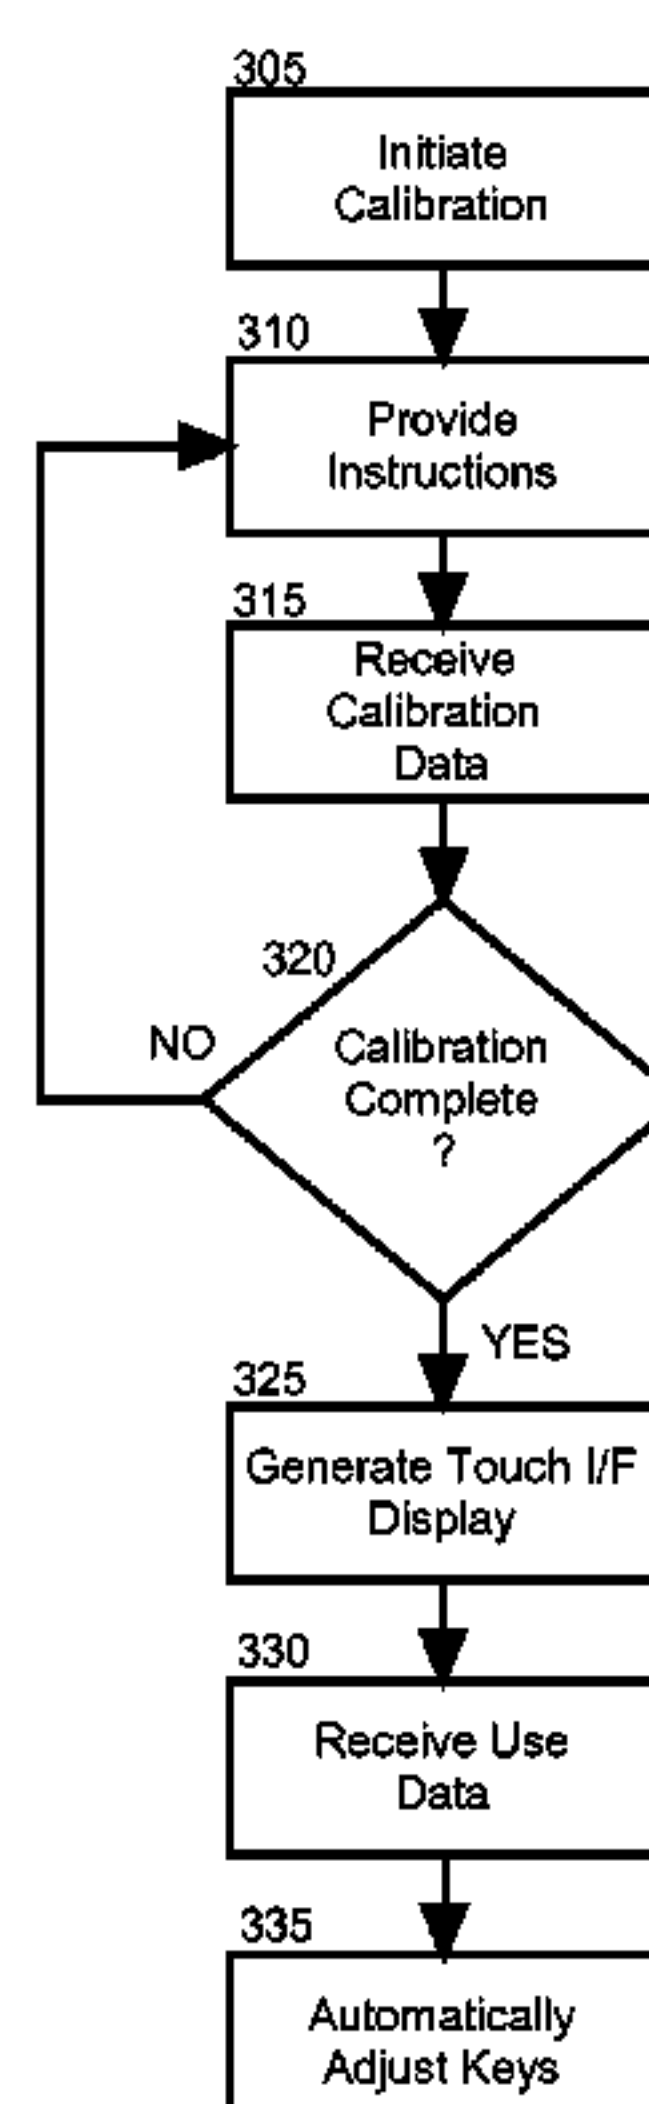 305
Initiate
Calibration
310
Provide
Instructions
315
Receive
Calibration
Data
320
NO
Calibration
Complete
?
YES
325
Generate Touch I/F
Display
330
Receive Use
Data
335
Automatically
Adjust Keys